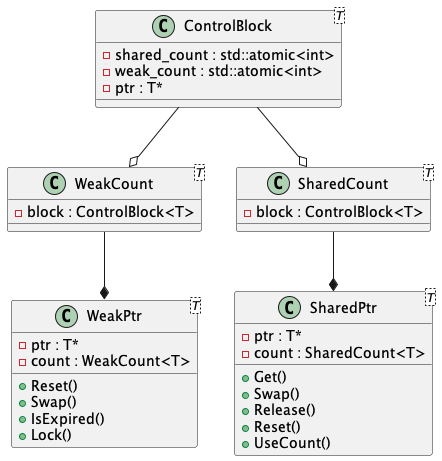 C ControlBlock T
shared_count : std::atomic<int>
weak_count : std::atomic<int>
ptr : T*
C WeakCount T
block : ControlBlock<T>
C SharedCount T
block : ControlBlock<T>
C WeakPtr T
ptr : T*
count : WeakCount<T>
Reset()
Swap()
IsExpired()
Lock()
C SharedPtr T
ptr : T*
count : SharedCount<T>
Get()
Swap()
Release()
Reset()
UseCount()